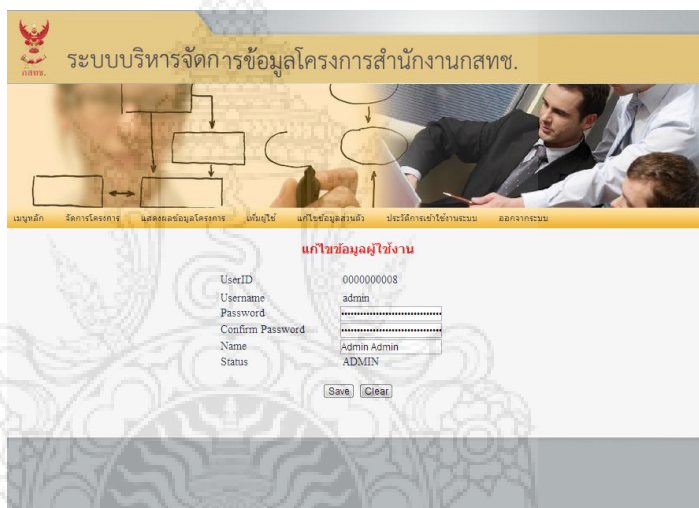 กสทช.
ระบบบริหารจัดการข้อมูลโครงการสำนักงานกสทช.
เมนูหลัก จัดการโครงการ แสดงผลข้อมูลโครงการ เพิ่มผู้ใช้ แก้ไขข้อมูลส่วนตัว ประวัติการเข้าใช้งานระบบ ออกจากระบบ
แก้ไขข้อมูลผู้ใช้งาน
UserID 0000000008
Username admin
Password
Confirm Password
Name Admin Admin
Status ADMIN
Save Clear